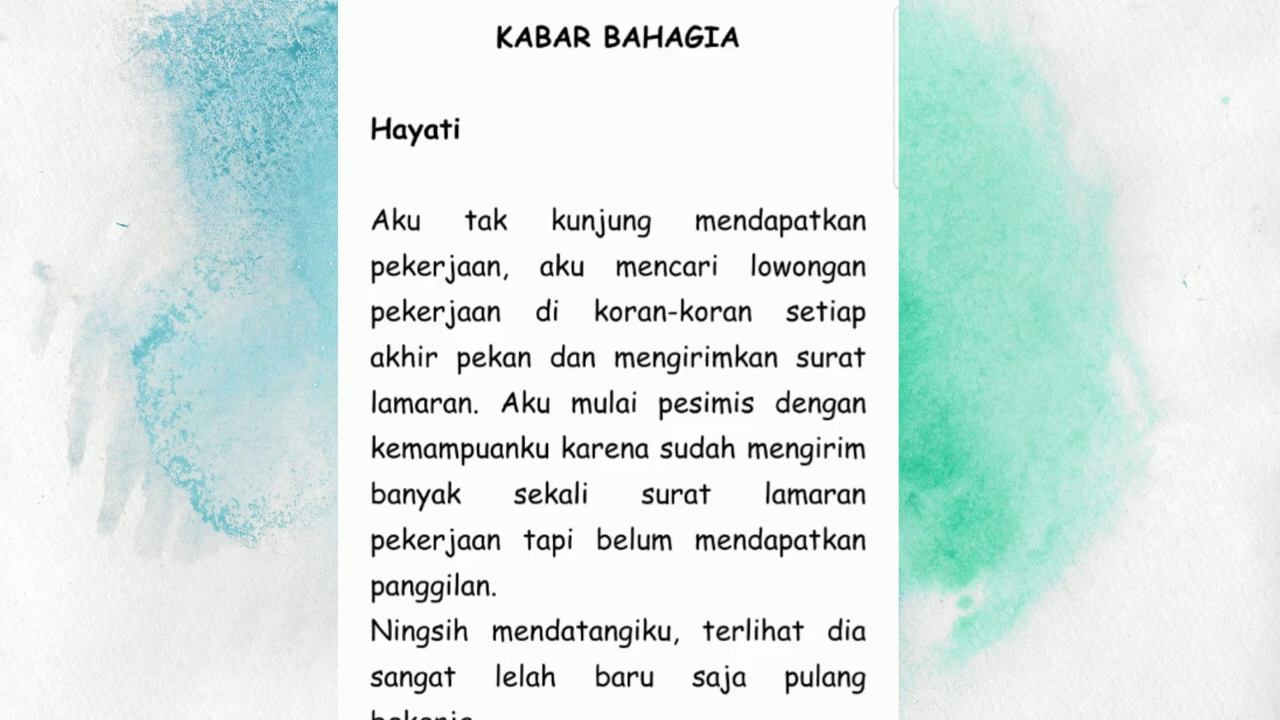 KABAR BAHAGIA
Hayati
Aku tak kunjung mendapatkan
pekerjaan, aku mencari lowongan
pekerjaan di koran-koran setiap
akhir pekan dan mengirimkan surat
lamaran. Aku mulai pesimis dengan
kemampuanku karena sudah mengirim
banyak sekali surat lamaran
pekerjaan tapi belum mendapatkan
panggilan.
Ningsih mendatangiku, terlihat dia
sangat lelah baru saja pulang